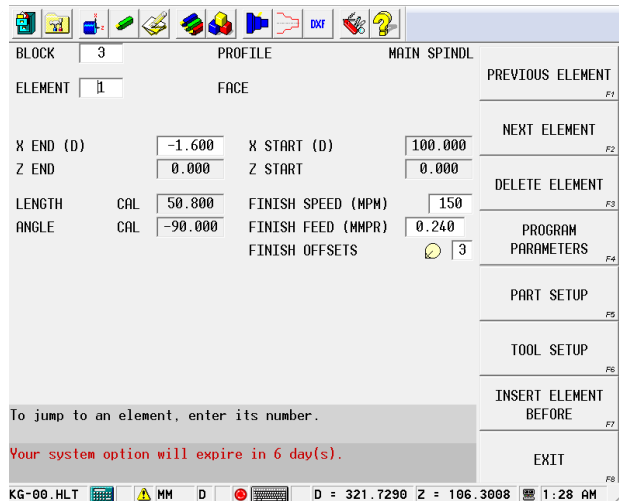 DXF
BLOCK 3 PROFILE MAIN SPINDL
ELEMENT 1 FACE
X END (D) -1.600 X START (D) 100.000
Z END 0.000 Z START 0.000
LENGTH CAL 50.800 FINISH SPEED (MPM) 150
ANGLE CAL -90.000 FINISH FEED (MMPR) 0.240
FINISH OFFSETS 3
To jump to an element, enter its number.
Your system option will expire in 6 day(s).
PREVIOUS ELEMENT
F1
NEXT ELEMENT
F2
DELETE ELEMENT
F3
PROGRAM
PARAMETERS
F4
PART SETUP
F5
TOOL SETUP
F6
INSERT ELEMENT
BEFORE
F7
EXIT
F8
KG-00.HLT MM D D = 321.7290 Z = 106.3008 1:28 AM